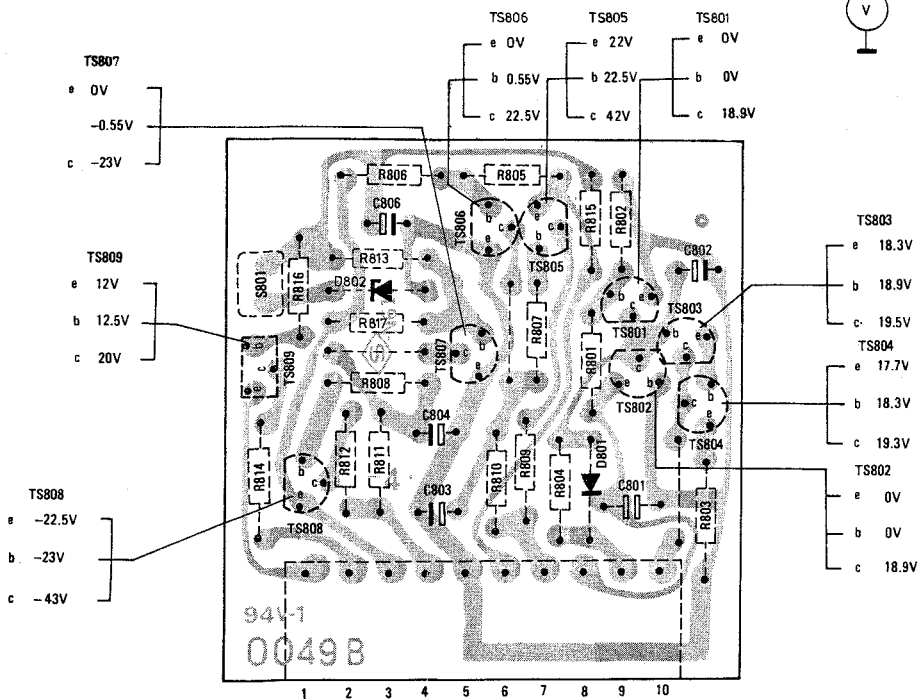 V
TS806
e 0V
b 0.55V
c 22.5V
TS805
e 22V
b 22.5V
c 42V
TS801
e 0V
b 0V
c 18.9V
TS807
e 0V
-0.55V
c -23V
TS809
e 12V
b 12.5V
c 20V
TS808
e -22.5V
b -23V
c -43V
TS803
e 18.3V
b 18.9V
c 19.5V
TS804
e 17.7V
b 18.3V
c 19.3V
TS802
e 0V
b 0V
c 18.9V
R806
R805
C806
TS806
b
c
e
e
c
b
TS805
R815
R802
C802
S801
R816
R813
D802
R817
R808
TS807
b
c
e
R807
R801
b
e
c
TS801
TS803
b
e
c
c
e
b
TS802
b
c
e
TS804
b
c
e
TS809
C804
R814
b
c
e
TS808
R812
R811
C803
R810
R809
R804
D801
C801
R803
94V-1
0049B
1 2 3 4 5 6 7 8 9 10